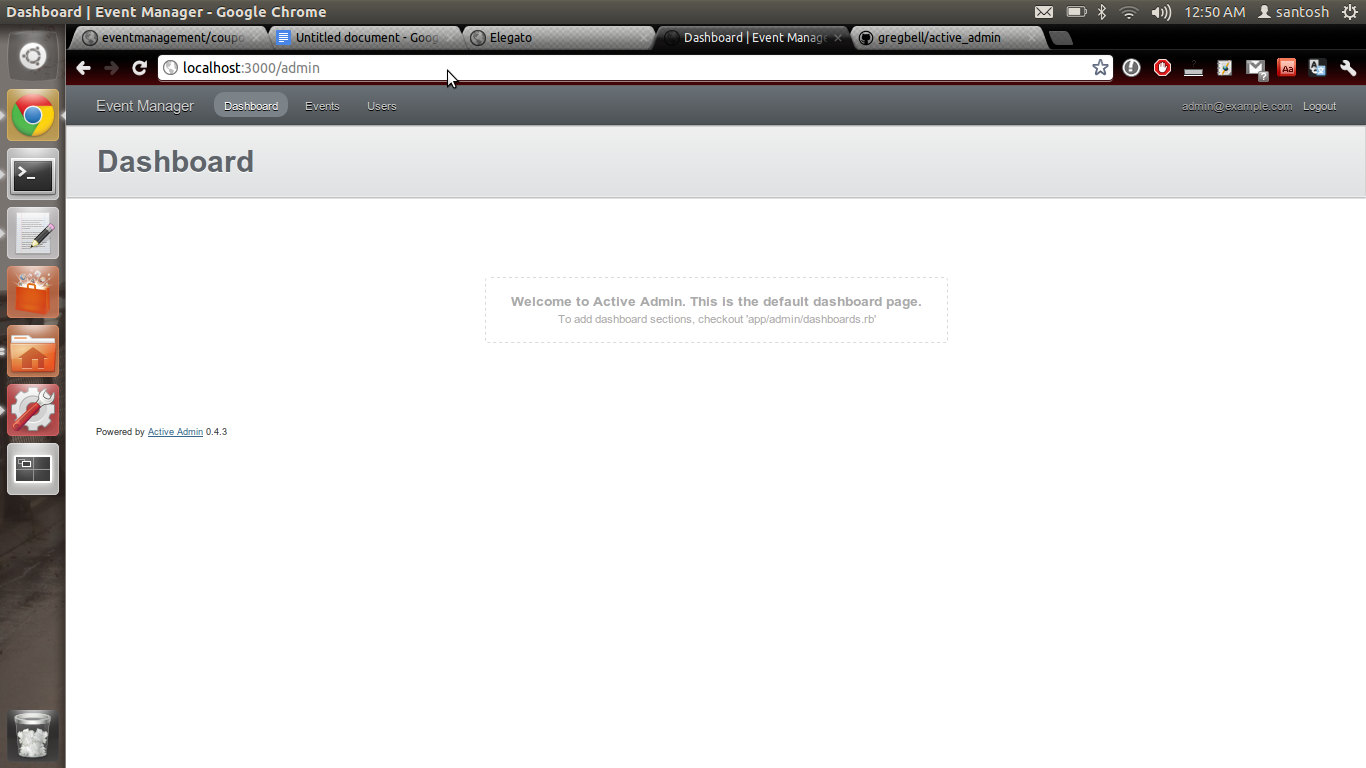 Dashboard | Event Manager - Google Chrome
12:50 AM santosh
eventmanagement/coupo
Untitled document - Goog
Elegato
Dashboard | Event Manage
gregbell/active_admin
localhost:3000/admin
Aa
Event Manager Dashboard Events Users admin@example.com Logout
Dashboard
Welcome to Active Admin. This is the default dashboard page.
To add dashboard sections, checkout 'app/admin/dashboards.rb'
Powered by Active Admin 0.4.3